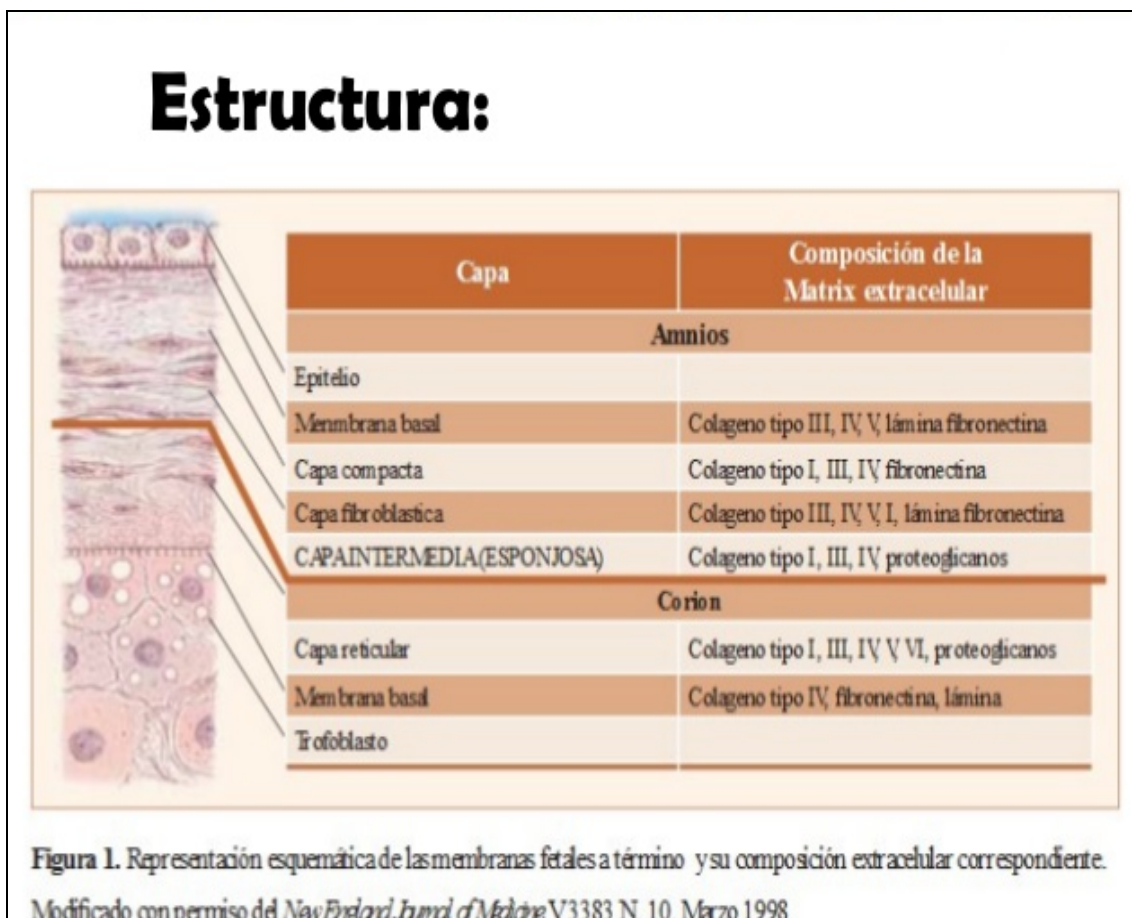 Estructura:
Capa
Composición de la
Matrix extracelular
Amnios
Epitelio
Menmbrana basal
Colageno tipo III, IV, V, lámina fibronectina
Capa compacta
Colageno tipo I, III, IV, fibronectina
Capa fibroblastica
Colageno tipo III, IV, V, I, lámina fibronectina
CAPA INTERMEDIA (ESPONJOSA)
Colageno tipo I, III, IV, proteoglicanos
Corion
Capa reticular
Colageno tipo I, III, IV, V, VI, proteoglicanos
Membrana basal
Colageno tipo IV, fibronectina, lámina
Trofoblasto
Figura 1. Representación esquemática de las membranas fetales a término y su composición extracelular correspondiente.
Modificado con permiso del New England Journal of Medicine V3383 N. 10 Marzo 1998